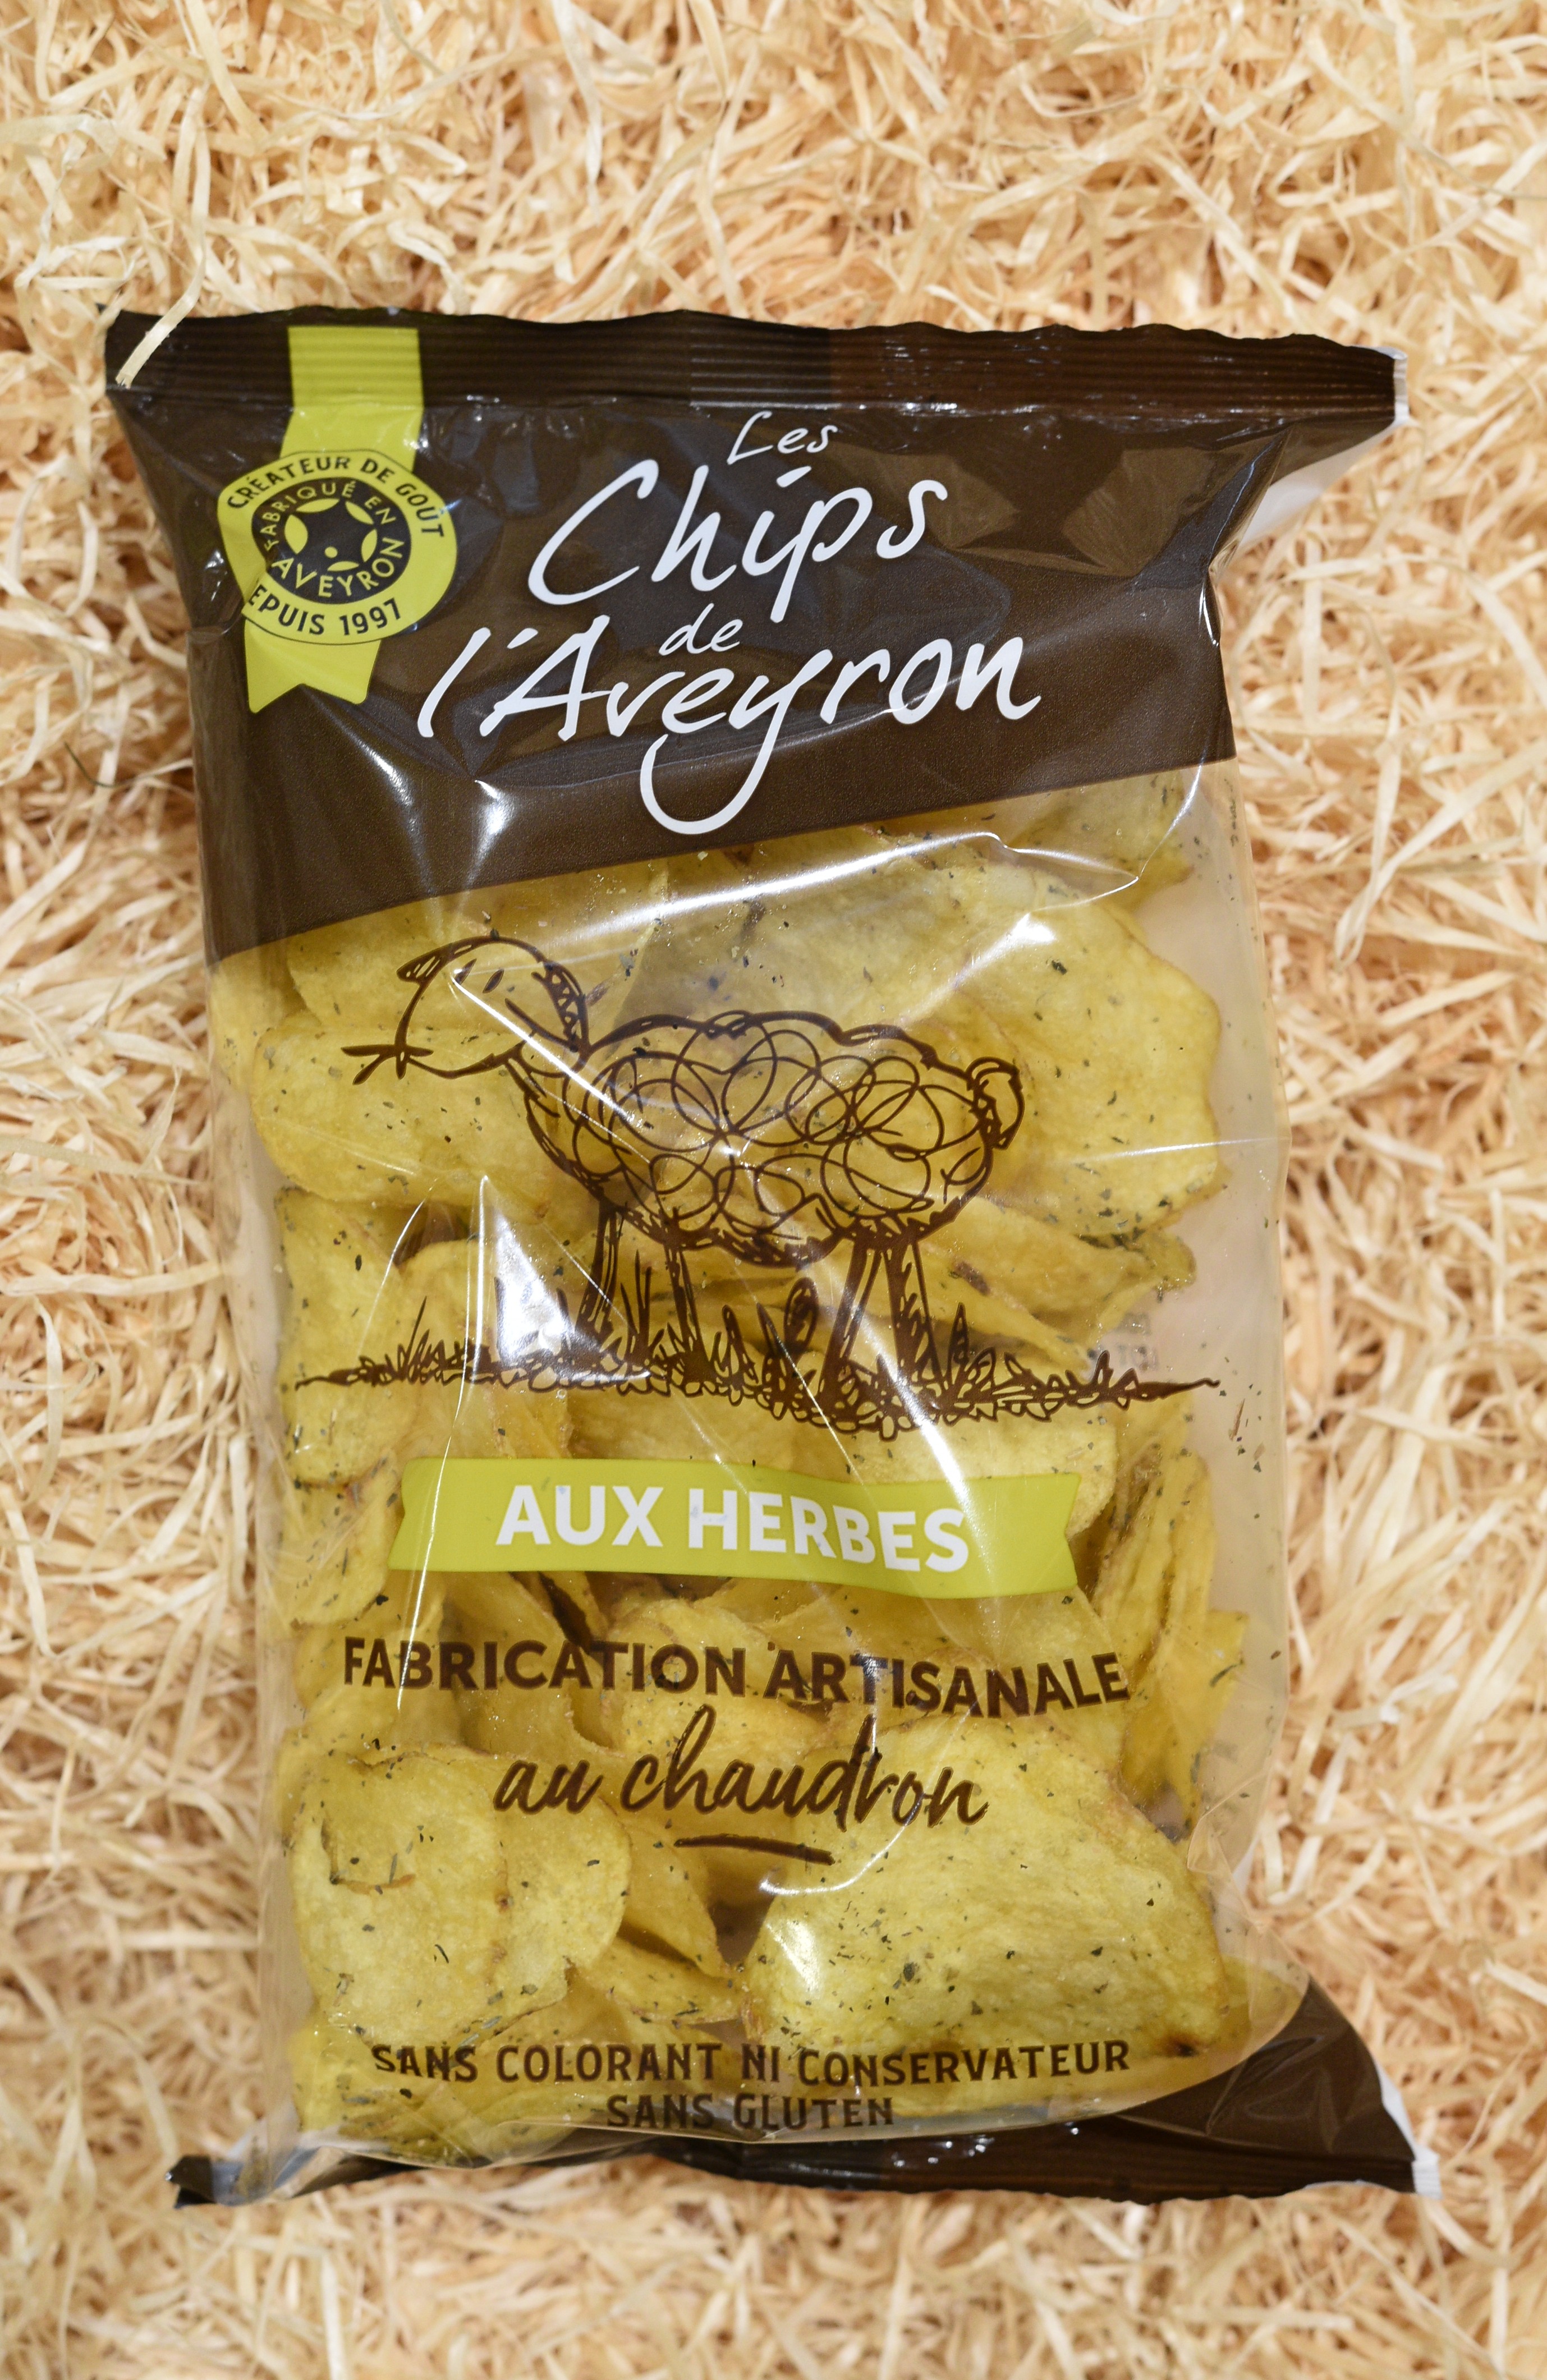 CRÉATEUR DE GOÛT
FABRIQUÉ EN
AVEYRON
EPUIS 1997
Les
Chips
de
l'Aveyron
AUX HERBES
FABRICATION ARTISANALE
au chaudron
SANS COLORANT NI CONSERVATEUR
SANS GLUTEN